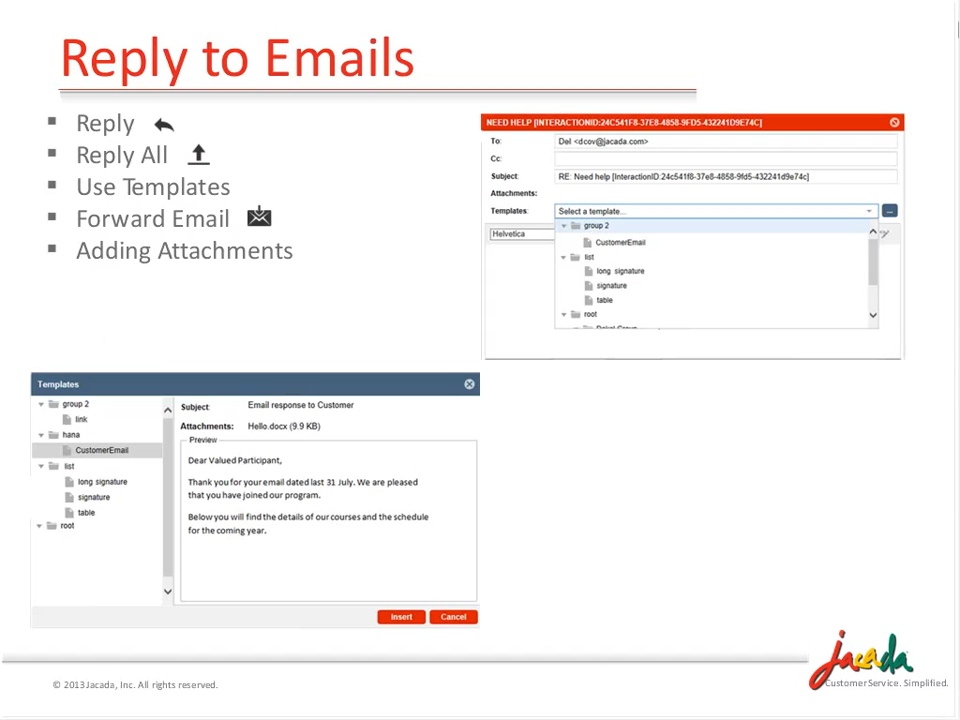 Reply to Emails
Reply
Reply All
Use Templates
Forward Email
Adding Attachments
NEED HELP [INTERACTIONID:24C541F8-37E8-4858-9FD5-432241D9E74C]
To: Del <dcov@jacada.com>
Cc:
Subject RE: Need help [InteractionID:24c541f8-37e8-4858-9fd5-432241d9e74c]
Attachments:
Templates: Select a template... ...
Helvetica
group 2
CustomerEmail
list
long signature
signature
table
root
Templates
group 2
link
hana
CustomerEmail
list
long signature
signature
table
root
Subject: Email response to Customer
Attachments: Hello.docx (9.9 KB)
Preview
Dear Valued Participant,
Thank you for your email dated last 31 July. We are pleased
that you have joined our program.
Below you will find the details of our courses and the schedule
for the coming year.
Insert Cancel
© 2013 Jacada, Inc. All rights reserved.
jacada
Customer Service. Simplified.